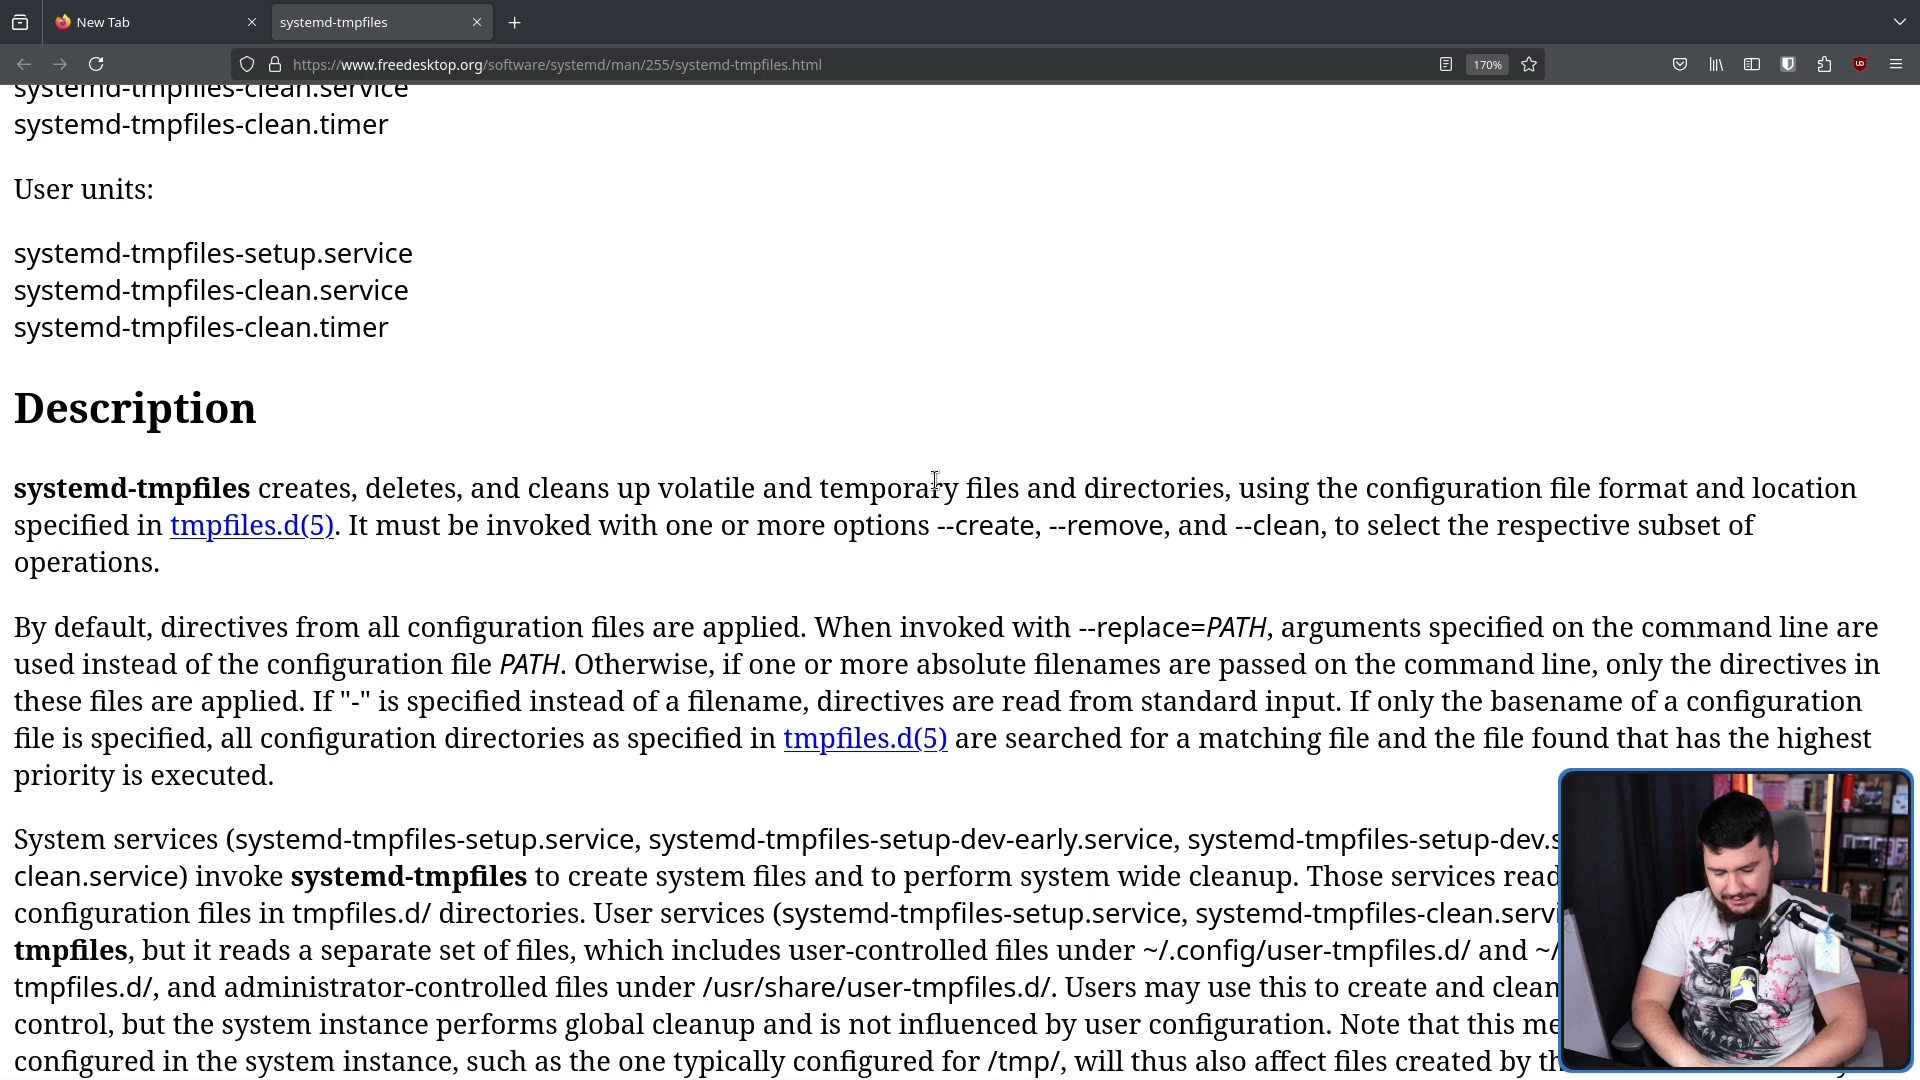 New Tab
systemd-tmpfiles
https://www.freedesktop.org/software/systemd/man/255/systemd-tmpfiles.html
170%
systemd-tmpfiles-clean.service
systemd-tmpfiles-clean.timer
User units:
systemd-tmpfiles-setup.service
systemd-tmpfiles-clean.service
systemd-tmpfiles-clean.timer
Description
systemd-tmpfiles creates, deletes, and cleans up volatile and temporary files and directories, using the configuration file format and location
specified in tmpfiles.d(5). It must be invoked with one or more options --create, --remove, and --clean, to select the respective subset of
operations.
By default, directives from all configuration files are applied. When invoked with --replace=PATH, arguments specified on the command line are
used instead of the configuration file PATH. Otherwise, if one or more absolute filenames are passed on the command line, only the directives in
these files are applied. If "-" is specified instead of a filename, directives are read from standard input. If only the basename of a configuration
file is specified, all configuration directories as specified in tmpfiles.d(5) are searched for a matching file and the file found that has the highest
priority is executed.
System services (systemd-tmpfiles-setup.service, systemd-tmpfiles-setup-dev-early.service, systemd-tmpfiles-setup-dev.s
clean.service) invoke systemd-tmpfiles to create system files and to perform system wide cleanup. Those services read
configuration files in tmpfiles.d/ directories. User services (systemd-tmpfiles-setup.service, systemd-tmpfiles-clean.servi
tmpfiles, but it reads a separate set of files, which includes user-controlled files under ~/.config/user-tmpfiles.d/ and ~/
tmpfiles.d/, and administrator-controlled files under /usr/share/user-tmpfiles.d/. Users may use this to create and clean
control, but the system instance performs global cleanup and is not influenced by user configuration. Note that this me
configured in the system instance, such as the one typically configured for /tmp/, will thus also affect files created by th